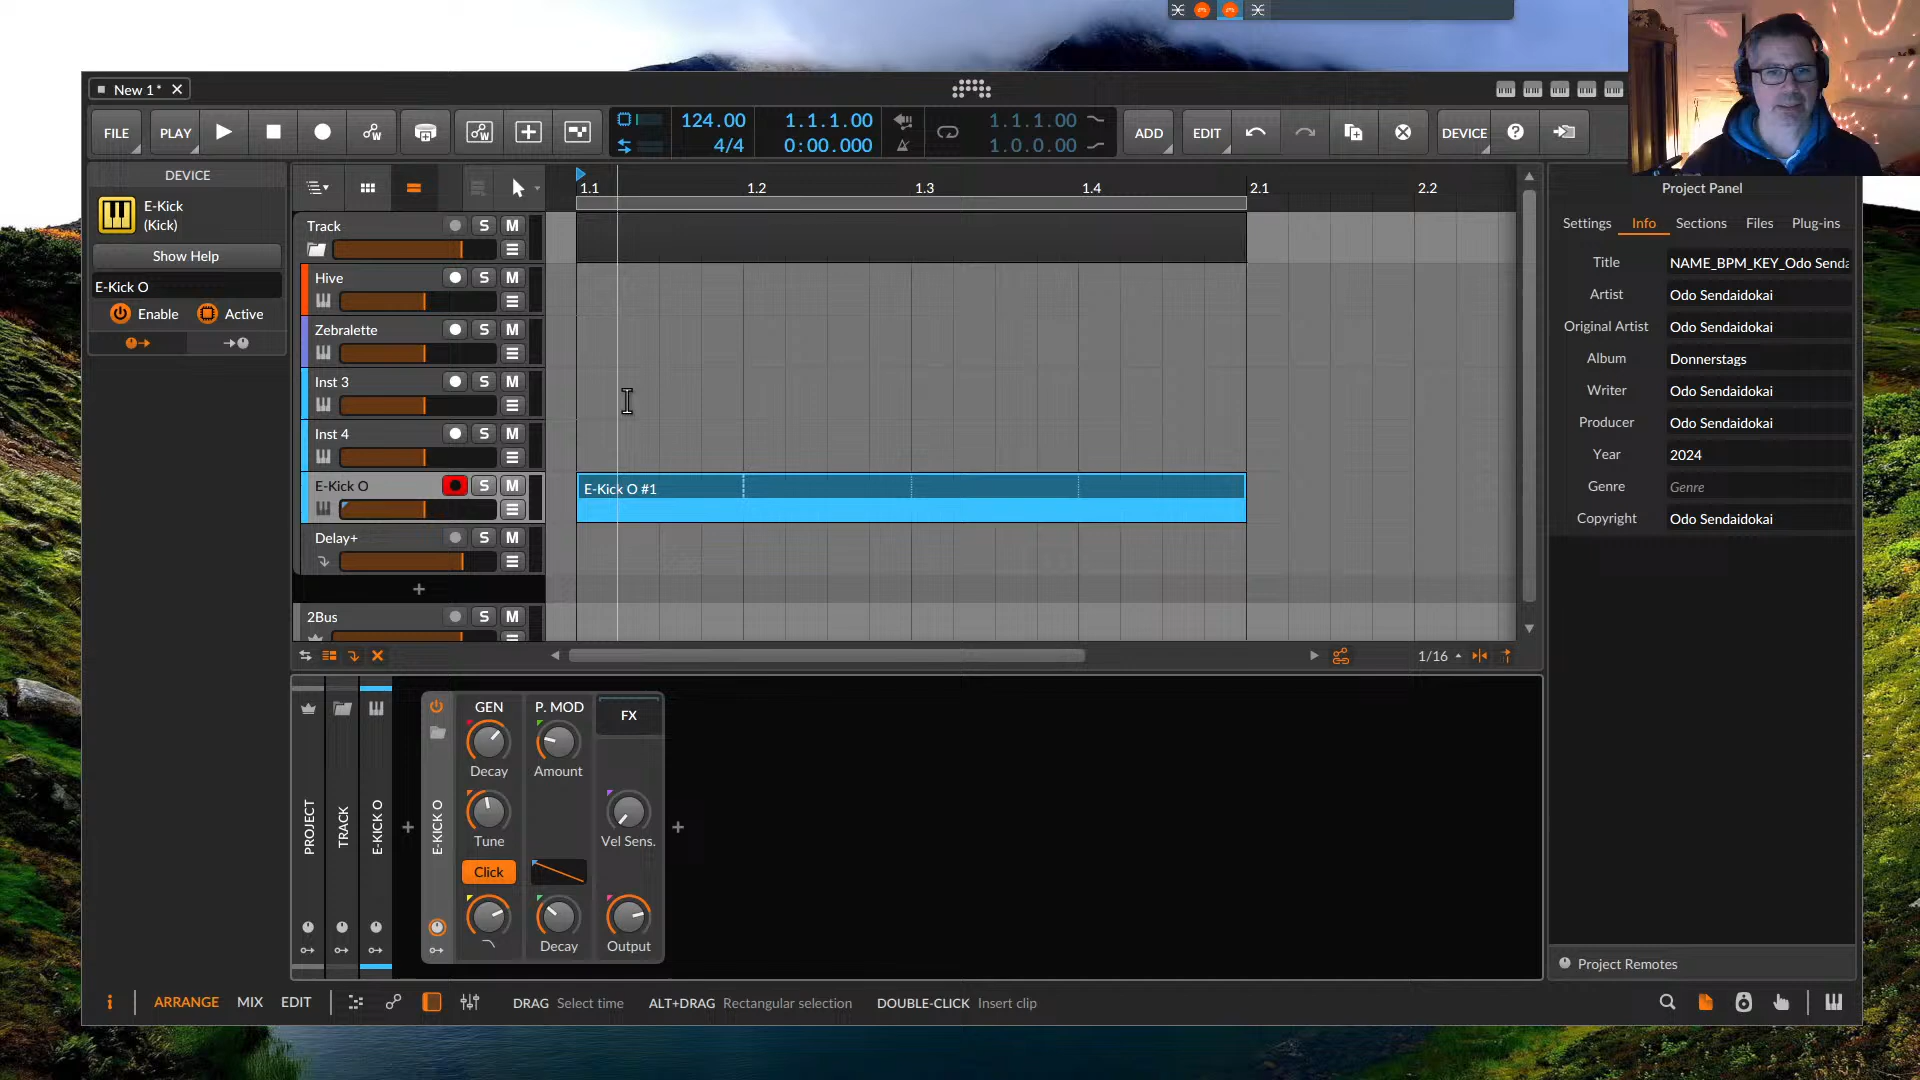 New 1*
FILE
PLAY
124.00
4/4
1.1.1.00
0:00.000
1.1.1.00
1.0.0.00
ADD
EDIT
DEVICE
DEVICE
E-Kick
(Kick)
Show Help
E-Kick O
Enable
Active
1.1
1.2
1.3
1.4
2.1
2.2
Track
S M
Hive
S M
Zebralette
S M
Inst 3
S M
Inst 4
S M
E-Kick O
S M
E-Kick O #1
Delay+
S M
2Bus
S M
1/16
Project Panel
Settings Info Sections Files Plug-ins
Title NAME_BPM_KEY_Odo Senda
Artist Odo Sendaidokai
Original Artist Odo Sendaidokai
Album Donnerstags
Writer Odo Sendaidokai
Producer Odo Sendaidokai
Year 2024
Genre Genre
Copyright Odo Sendaidokai
Project Remotes
PROJECT
TRACK
E-KICK O
E-KICK O
GEN
P. MOD
FX
Decay
Amount
Tune
Vel Sens.
Click
Decay
Output
ARRANGE MIX EDIT
DRAG Select time ALT+DRAG Rectangular selection DOUBLE-CLICK Insert clip